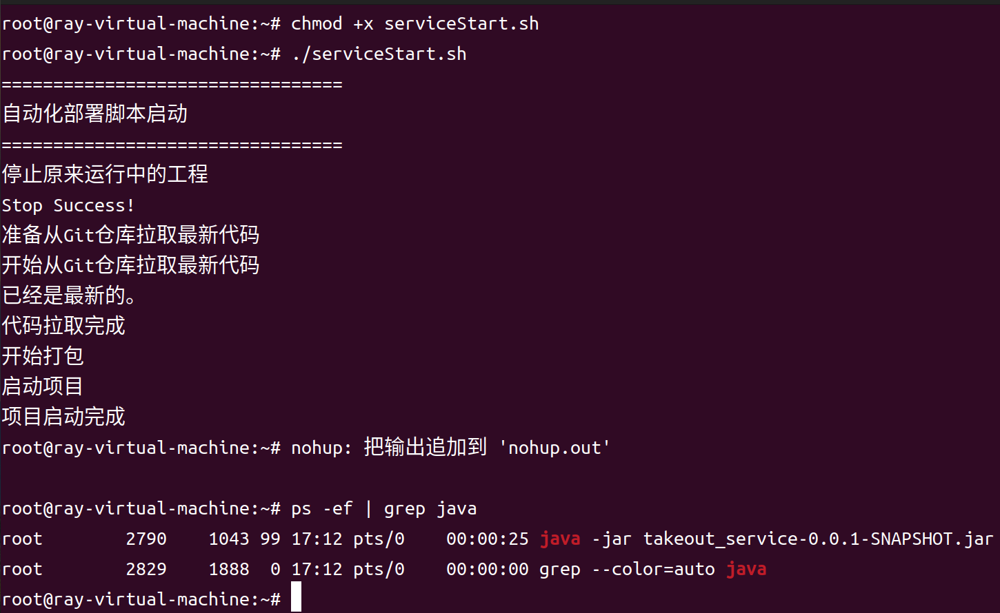 root@ray-virtual-machine:~# chmod +x serviceStart.sh
root@ray-virtual-machine:~# ./serviceStart.sh
=================================
自动化部署脚本启动
=================================
停止原来运行中的工程
Stop Success!
准备从Git仓库拉取最新代码
开始从Git仓库拉取最新代码
已经是最新的。
代码拉取完成
开始打包
启动项目
项目启动完成
root@ray-virtual-machine:~# nohup: 把输出追加到 'nohup.out'
root@ray-virtual-machine:~# ps -ef | grep java
root        2790    1043 99 17:12 pts/0    00:00:25 java -jar takeout_service-0.0.1-SNAPSHOT.jar
root        2829    1888  0 17:12 pts/0    00:00:00 grep --color=auto java
root@ray-virtual-machine:~#